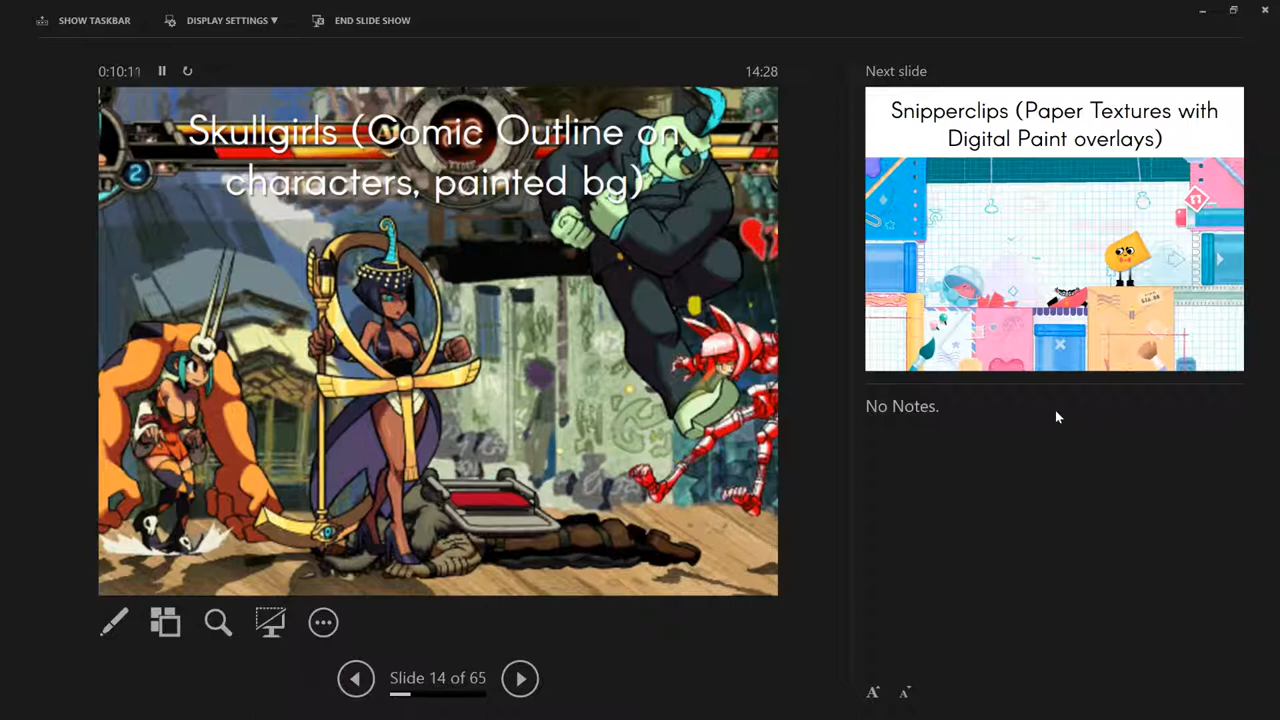 SHOW TASKBAR
DISPLAY SETTINGS ▼
END SLIDE SHOW
0:10:11
14:28
Skullgirls (Comic Outline on
characters, painted bg)
2
Next slide
Snipperclips (Paper Textures with
Digital Paint overlays)
No Notes.
Slide 14 of 65
A
A